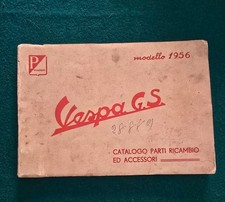 P
modello 1956
Vespa G.S.
CATALOGO PARTI RICAMBIO
ED ACCESSORI